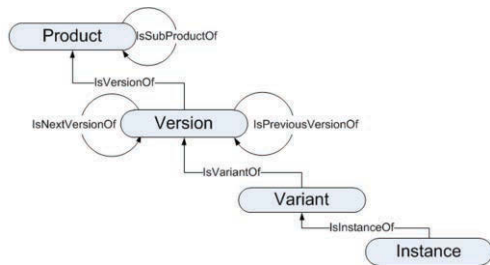 Product
IsSubProductOf
IsVersionOf
IsNextVersionOf
Version
IsPreviousVersionOf
IsVariantOf
Variant
IsInstanceOf
Instance